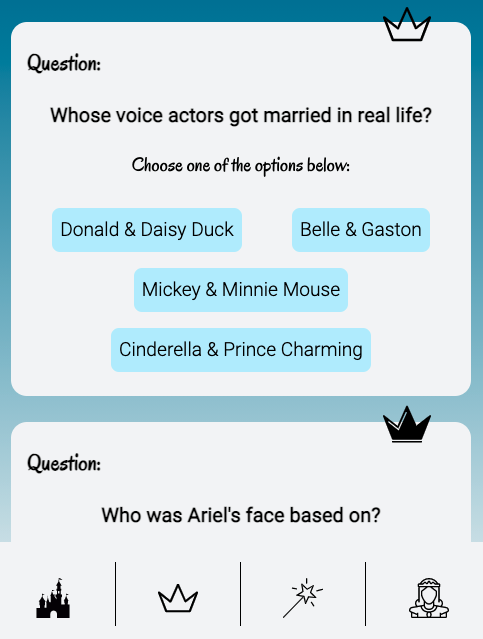 Question:
Whose voice actors got married in real life?
Choose one of the options below:
Donald & Daisy Duck
Belle & Gaston
Mickey & Minnie Mouse
Cinderella & Prince Charming
Question:
Who was Ariel's face based on?